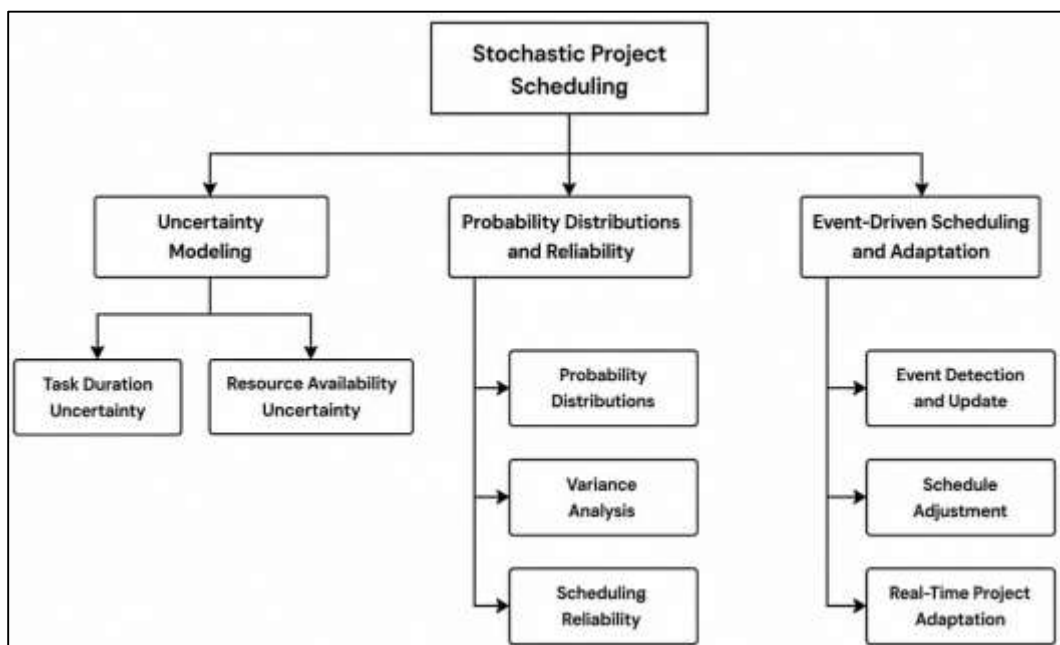 Stochastic Project
Scheduling
Uncertainty
Modeling
Probability Distributions
and Reliability
Event-Driven Scheduling
and Adaptation
Task Duration
Uncertainty
Resource Availability
Uncertainty
Probability
Distributions
Variance
Analysis
Scheduling
Reliability
Event Detection
and Update
Schedule
Adjustment
Real-Time Project
Adaptation